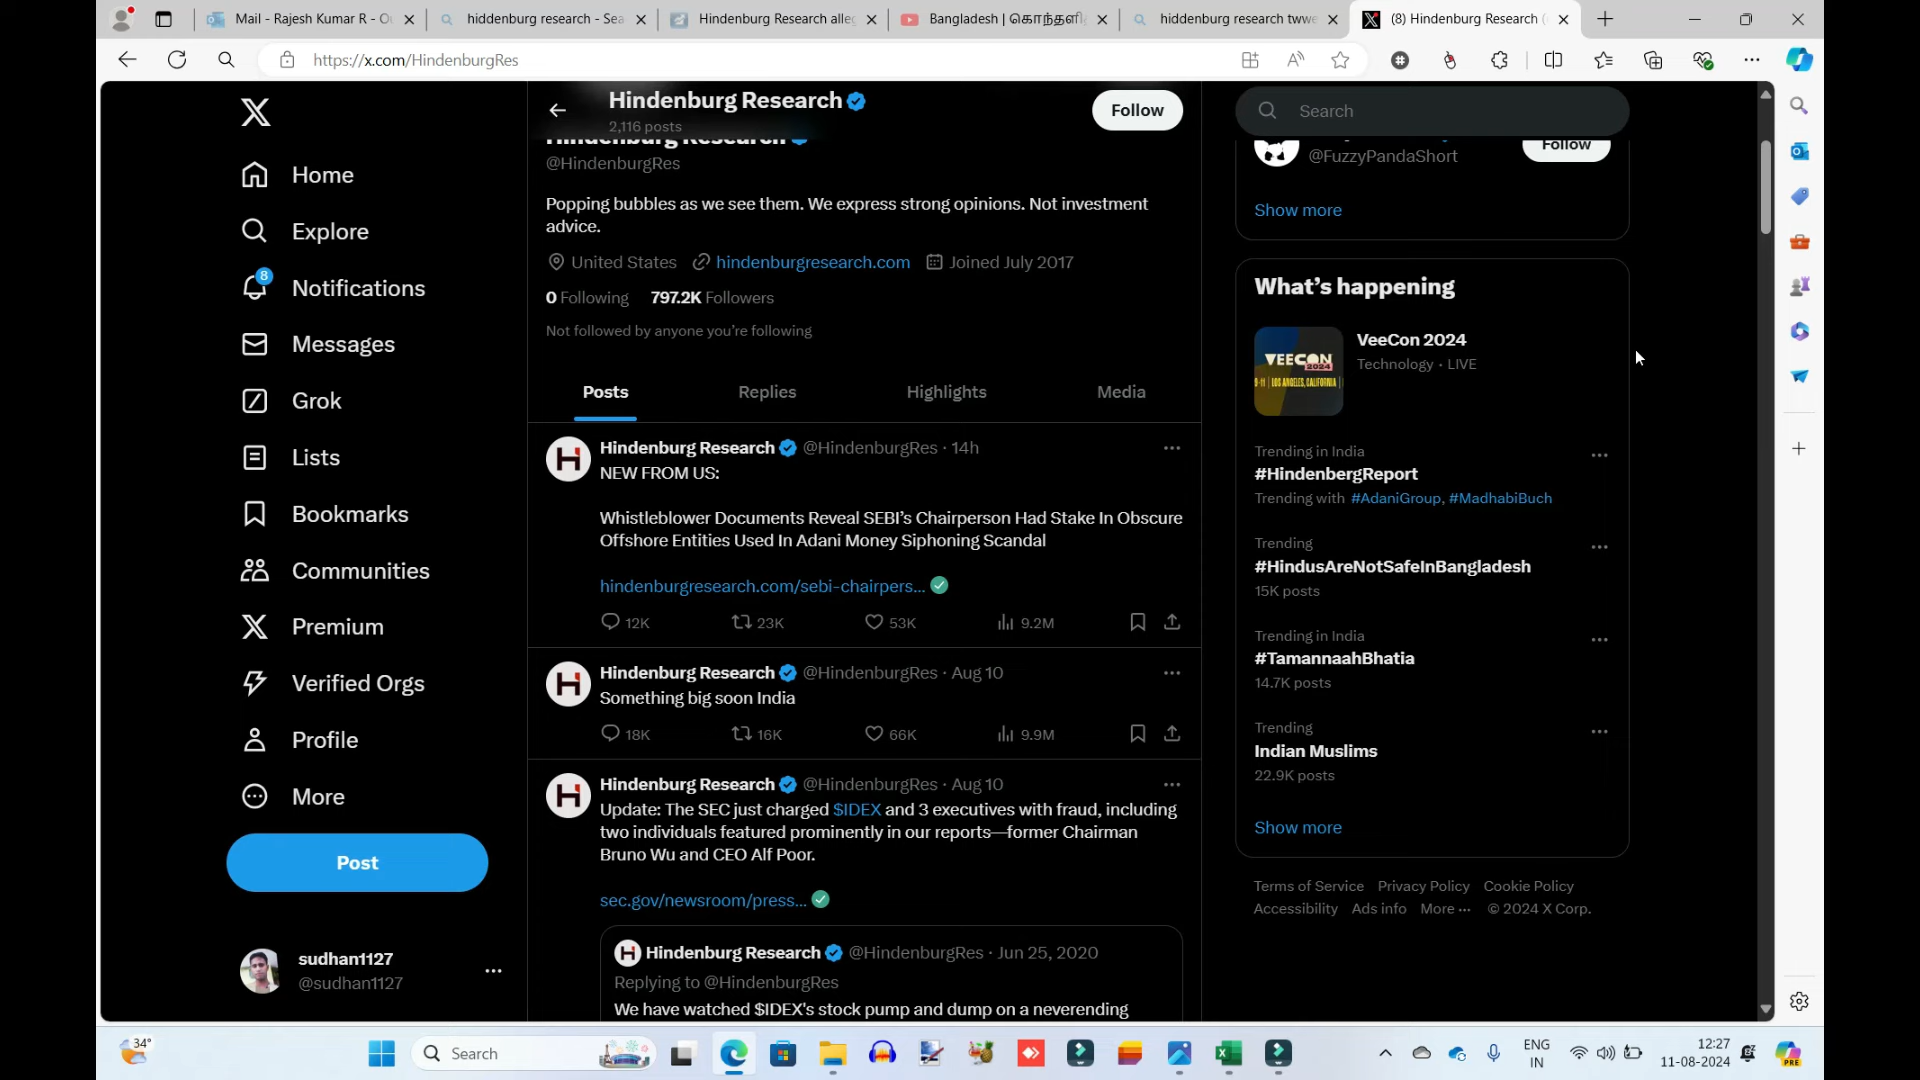 Mail - Rajesh Kumar R - Ou
hiddenburg research - Sea
Hindenburg Research alleg
Bangladesh | கொந்தளி
hiddenburg research twwe
(8) Hindenburg Research (
https://x.com/HindenburgRes
Home
Explore
8
Notifications
Messages
Grok
Lists
Bookmarks
Communities
Premium
Verified Orgs
Profile
More
Post
sudhan1127
@sudhan1127
Hindenburg Research
2,116 posts
Follow
Hindenburg Research
@HindenburgRes
Popping bubbles as we see them. We express strong opinions. Not investment
advice.
United States hindenburgresearch.com Joined July 2017
0 Following 797.2K Followers
Not followed by anyone you're following
Posts Replies Highlights Media
Hindenburg Research @HindenburgRes · 14h
NEW FROM US:
Whistleblower Documents Reveal SEBI's Chairperson Had Stake In Obscure
Offshore Entities Used In Adani Money Siphoning Scandal
hindenburgresearch.com/sebi-chairpers...
12K 23K 53K 9.2M
Hindenburg Research @HindenburgRes · Aug 10
Something big soon India
18K 16K 66K 9.9M
Hindenburg Research @HindenburgRes · Aug 10
Update: The SEC just charged $IDEX and 3 executives with fraud, including
two individuals featured prominently in our reports—former Chairman
Bruno Wu and CEO Alf Poor.
sec.gov/newsroom/press...
Hindenburg Research @HindenburgRes · Jun 25, 2020
Replying to @HindenburgRes
We have watched $IDEX's stock pump and dump on a neverending
Search
@FuzzyPandaShort
Follow
Show more
What's happening
VEECON
2024
LOS ANGELES, CALIFORNIA
VeeCon 2024
Technology · LIVE
Trending in India
#HindenbergReport
Trending with #AdaniGroup, #MadhabiBuch
Trending
#HindusAreNotSafeInBangladesh
15K posts
Trending in India
#TamannaahBhatia
14.7K posts
Trending
Indian Muslims
22.9K posts
Show more
Terms of Service Privacy Policy Cookie Policy
Accessibility Ads info More ··· © 2024 X Corp.
34°
Search
ENG
IN
12:27
11-08-2024
PRE